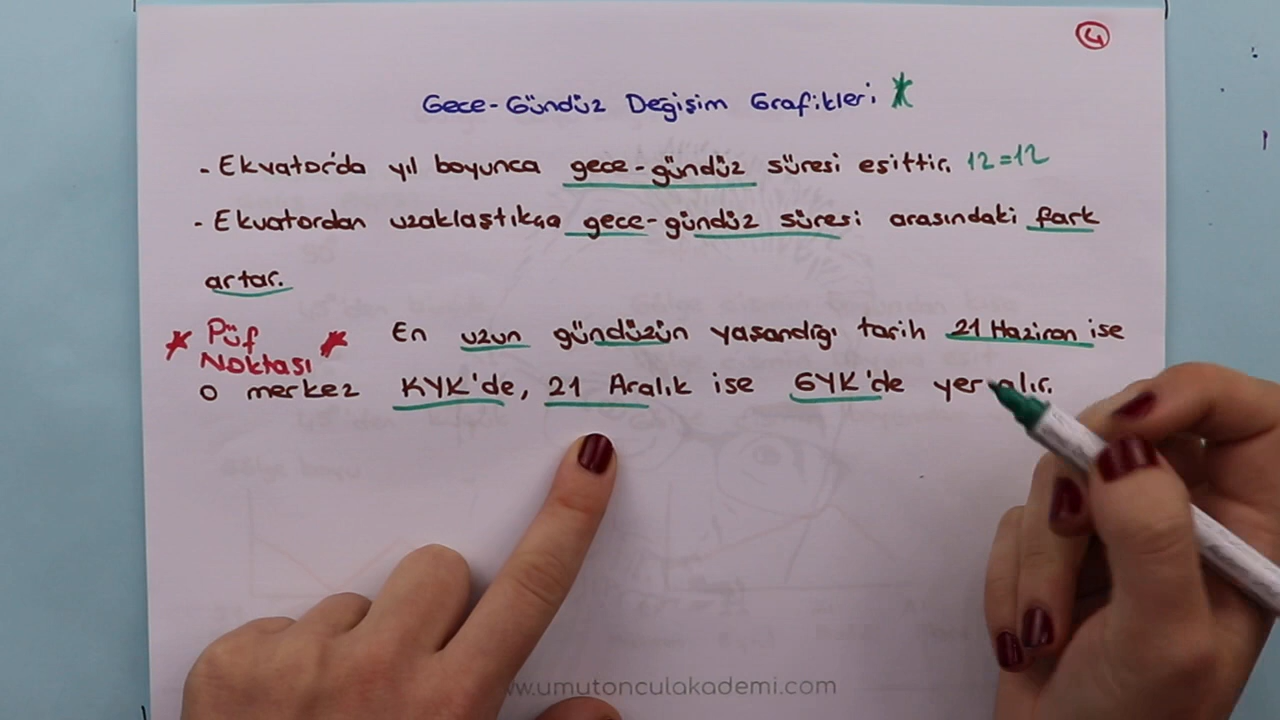 4
Gece-Gündüz Değişim Grafikleri *
- Ekvator'da yıl boyunca gece-gündüz süresi eşittir. 12=12
- Ekvatordan uzaklaştıkça gece-gündüz süresi arasındaki fark
artar.
* Püf Noktası * En uzun gündüzün yaşandığı tarih 21 Haziran ise
o merkez KYK'de, 21 Aralık ise GYK'de yer alır.
www.umutonculakademi.com